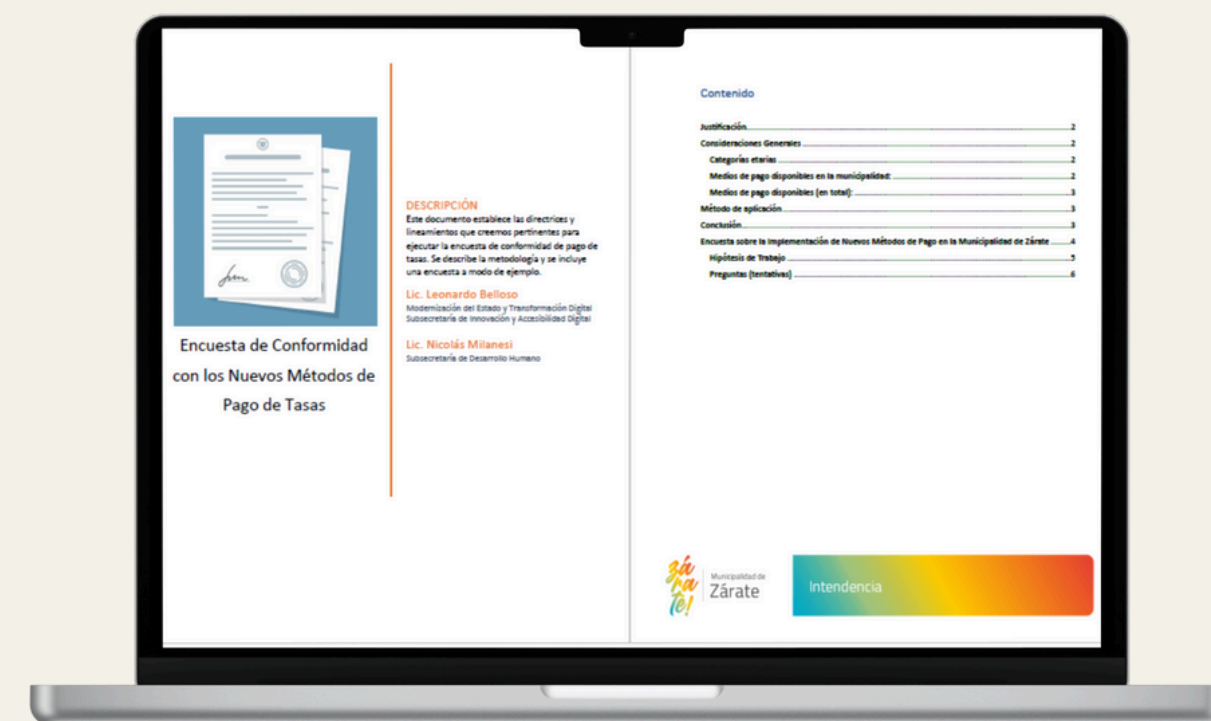 Encuesta de Conformidad
con los Nuevos Métodos de
Pago de Tasas
DESCRIPCIÓN
Este documento establece las directrices y
lineamientos que creemos pertinentes para
ejecutar la encuesta de conformidad de pago de
tasas. Se describe la metodología y se incluye
una encuesta a modo de ejemplo.
Lic. Leonardo Belloso
Modernización del Estado y Transformación Digital
Subsecretaría de Innovación y Accesibilidad Digital
Lic. Nicolás Milanesi
Subsecretaría de Desarrollo Humano
Contenido
Justificación 2
Consideraciones Generales 2
Categorías etarias 2
Medios de pago disponibles en la municipalidad: 2
Medios de pago disponibles (en total): 3
Método de aplicación 3
Conclusión 3
Encuesta sobre la Implementación de Nuevos Métodos de Pago en la Municipalidad de Zárate 4
Hipótesis de Trabajo 5
Preguntas (tentativas) 6
zá
ra
te!
Municipalidad de
Zárate
Intendencia